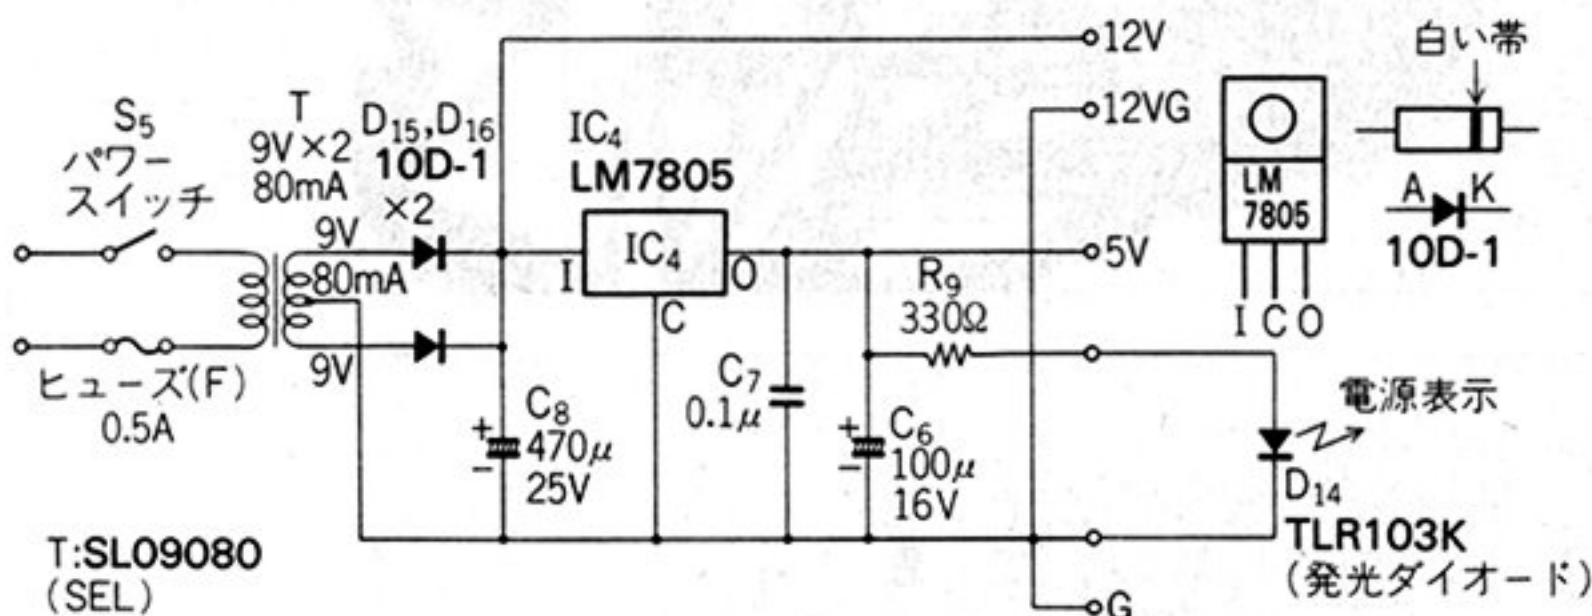 S₅
パワー
スイッチ
T
9V×2
80mA
D₁₅,D₁₆
10D-1
×2
9V
80mA
9V
ヒューズ(F)
0.5A
T:SL09080
(SEL)
IC₄
LM7805
IC₄
I
O
C
C₈
+
470μ
−
25V
C₇
0.1μ
C₆
+
100μ
−
16V
R₉
330Ω
12V
12VG
5V
G
電源表示
D₁₄
TLR103K
(発光ダイオード)
LM
7805
I C O
白い帯
A K
10D-1